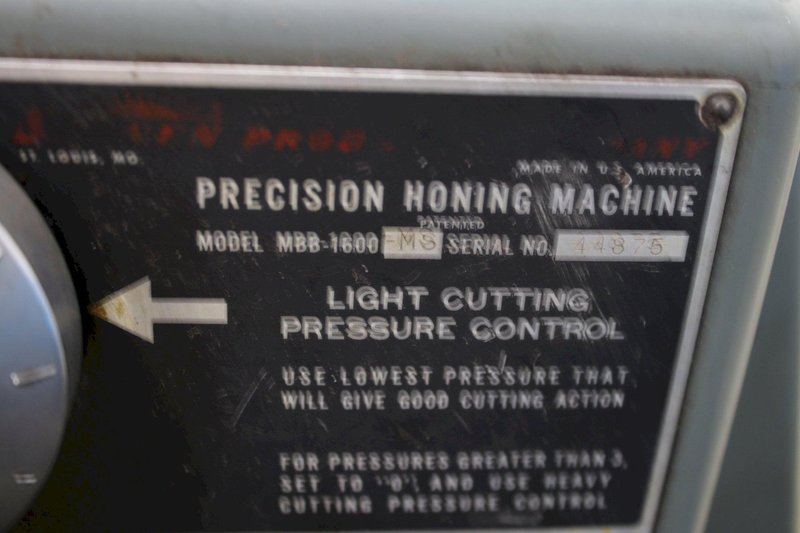 ST. LOUIS, MO.
MADE IN U.S. AMERICA
PRECISION HONING MACHINE
PATENTED
MODEL MBB-1600 -MS SERIAL NO. 44875
LIGHT CUTTING
PRESSURE CONTROL
USE LOWEST PRESSURE THAT
WILL GIVE GOOD CUTTING ACTION
FOR PRESSURES GREATER THAN 3,
SET TO "0" AND USE HEAVY
CUTTING PRESSURE CONTROL